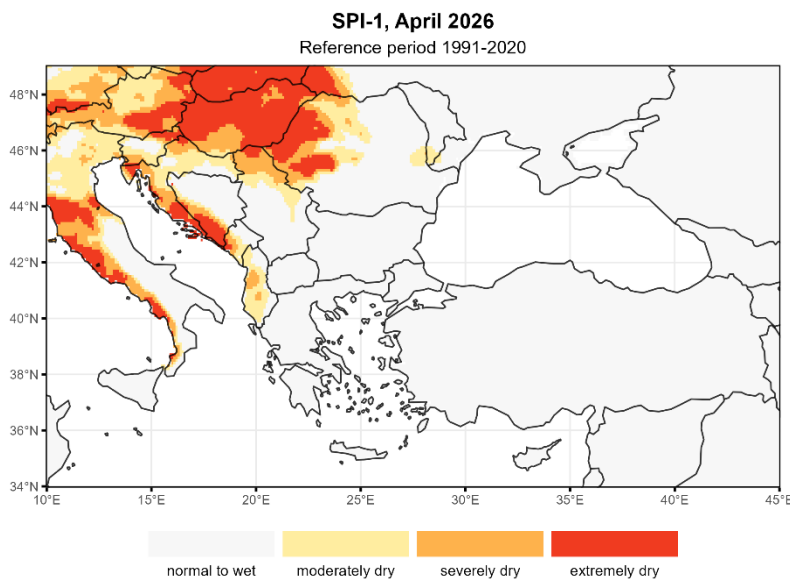 SPI-1, April 2026
Reference period 1991-2020
48°N
46°N
44°N
42°N
40°N
38°N
36°N
34°N
10°E 15°E 20°E 25°E 30°E 35°E 40°E 45°E
normal to wet moderately dry severely dry extremely dry